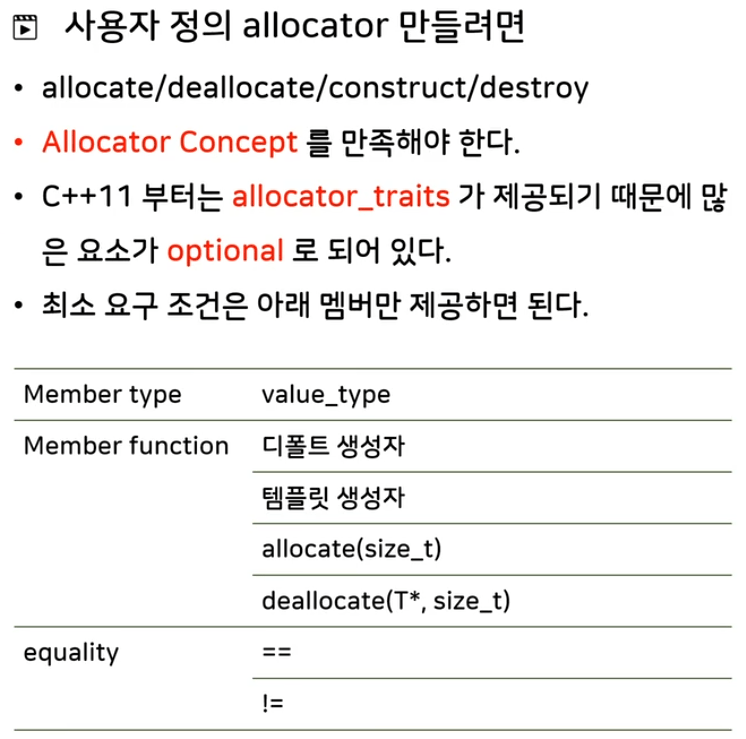 사용자 정의 allocator 만들려면
• allocate/deallocate/construct/destroy
• Allocator Concept 를 만족해야 한다.
• C++11 부터는 allocator_traits 가 제공되기 때문에 많
은 요소가 optional 로 되어 있다.
• 최소 요구 조건은 아래 멤버만 제공하면 된다.
Member type value_type
Member function 디폴트 생성자
템플릿 생성자
allocate(size_t)
deallocate(T*, size_t)
equality ==
!=